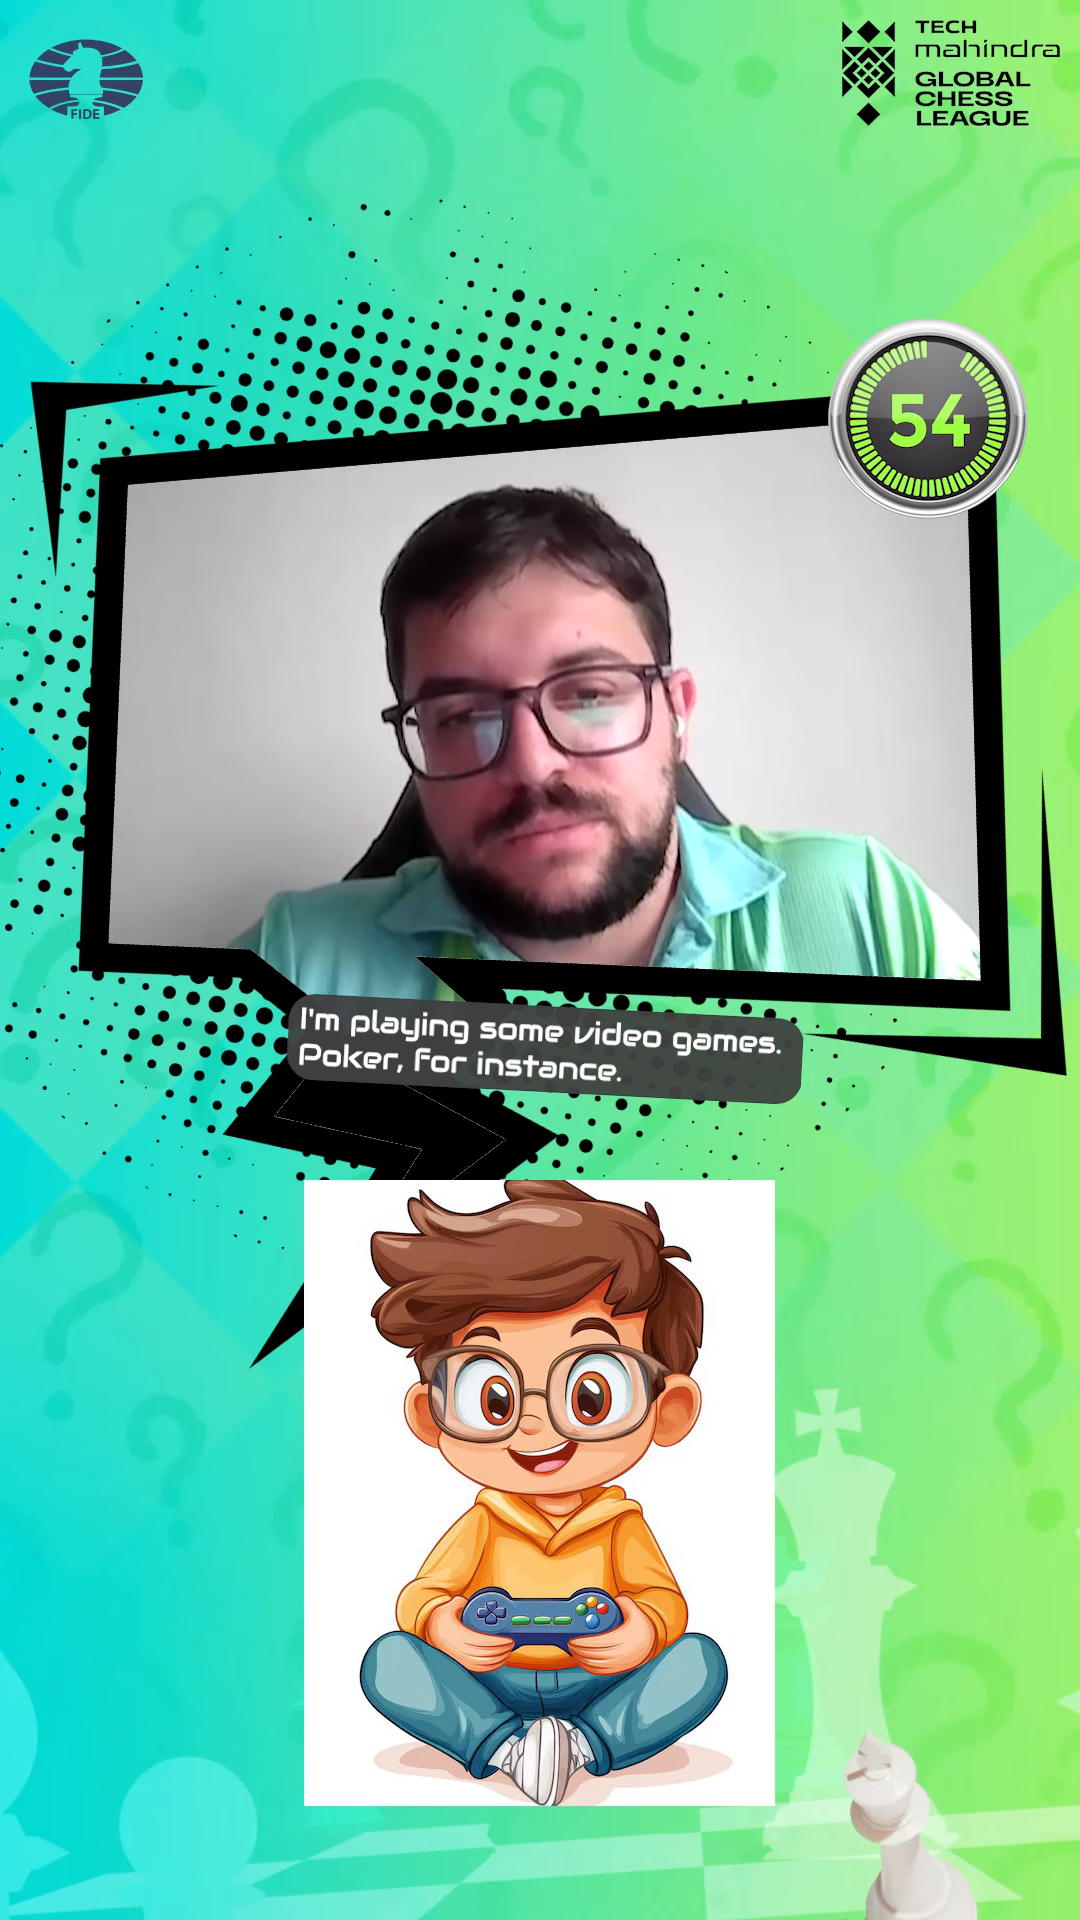 FIDE
TECH
mahindra
GLOBAL
CHESS
LEAGUE
54
I'm playing some video games.
Poker, for instance.